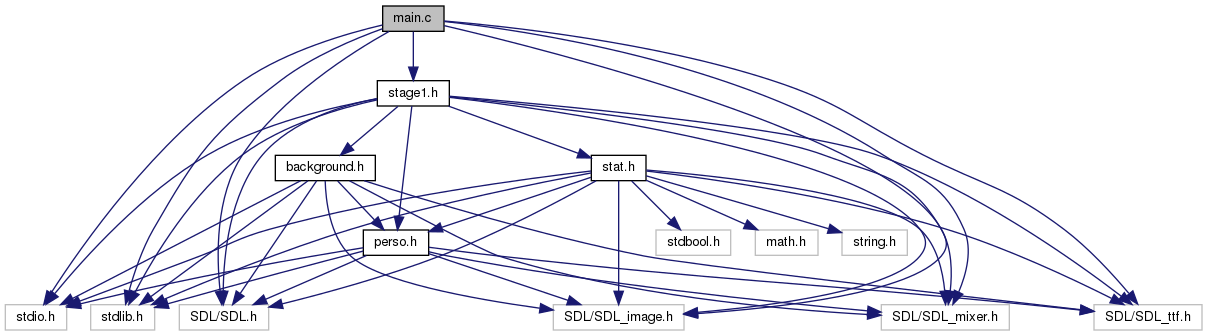 main.c
stage1.h
background.h
stat.h
perso.h
stdbool.h
math.h
string.h
stdio.h
stdlib.h
SDL/SDL.h
SDL/SDL_image.h
SDL/SDL_mixer.h
SDL/SDL_ttf.h